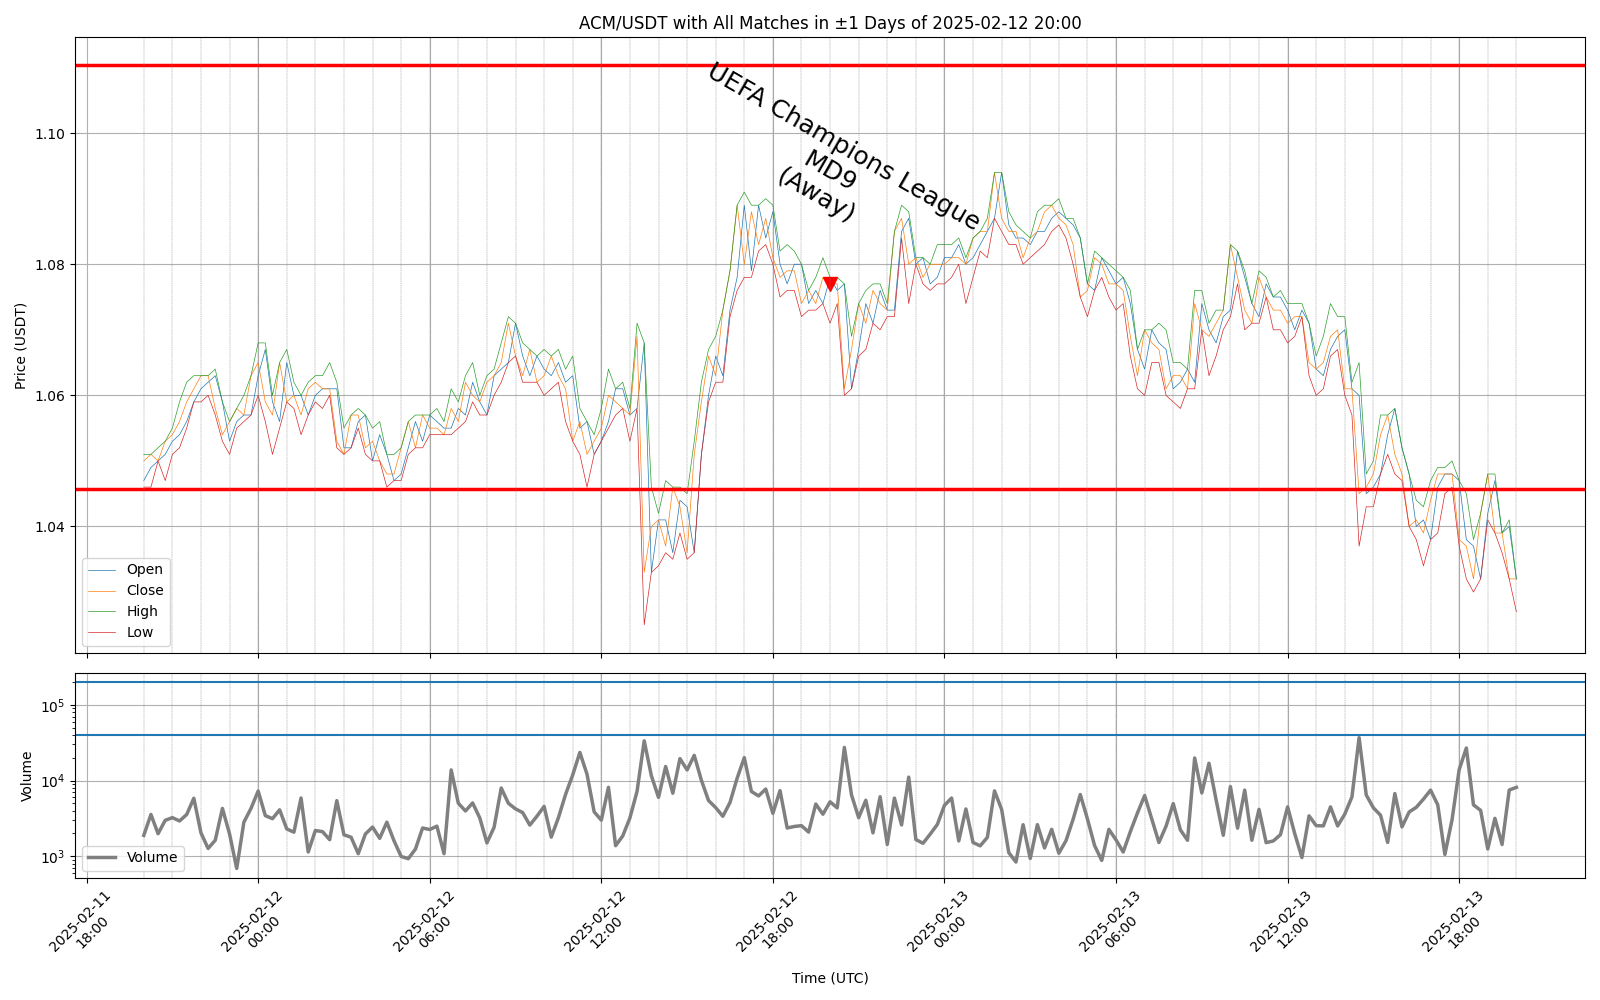 ACM/USDT with All Matches in ±1 Days of 2025-02-12 20:00
Price (USDT)
1.10
1.08
1.06
1.04
UEFA Champions League
MD9
(Away)
Open
Close
High
Low
Volume
10^5
10^4
10^3
Volume
2025-02-11
18:00
2025-02-12
00:00
2025-02-12
06:00
2025-02-12
12:00
2025-02-12
18:00
2025-02-13
00:00
2025-02-13
06:00
2025-02-13
12:00
2025-02-13
18:00
Time (UTC)